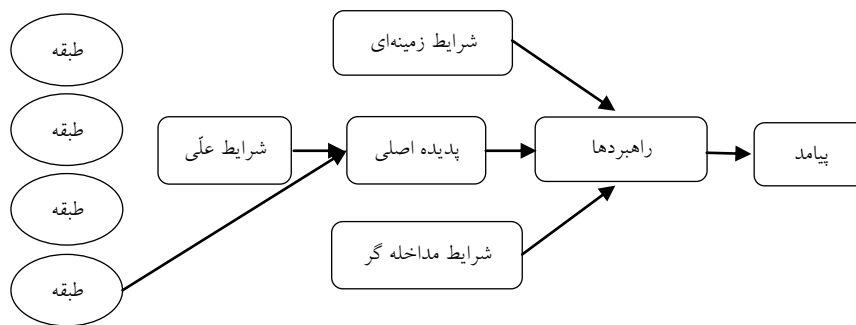 طبقه
طبقه
طبقه
طبقه
شرایط زمینه‌ای
شرایط علّی
پدیده اصلی
راهبردها
پیامد
شرایط مداخله گر